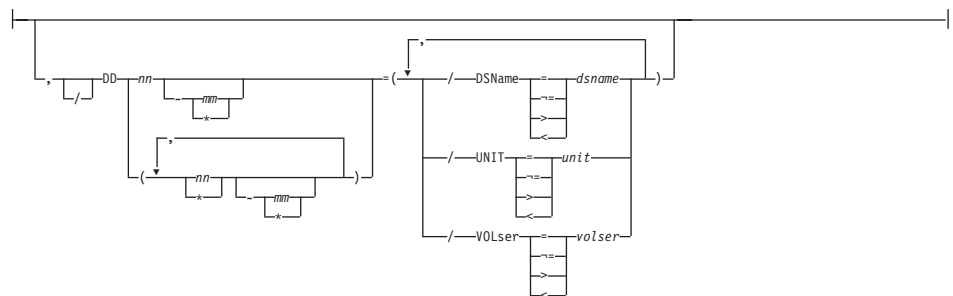 ,
, DD nn =( / DSName = dsname )
/ - mm ¬=
* >
, <
( nn - mm ) / UNIT = unit
* * ¬=
>
<
/ VOLser = volser
¬=
>
<